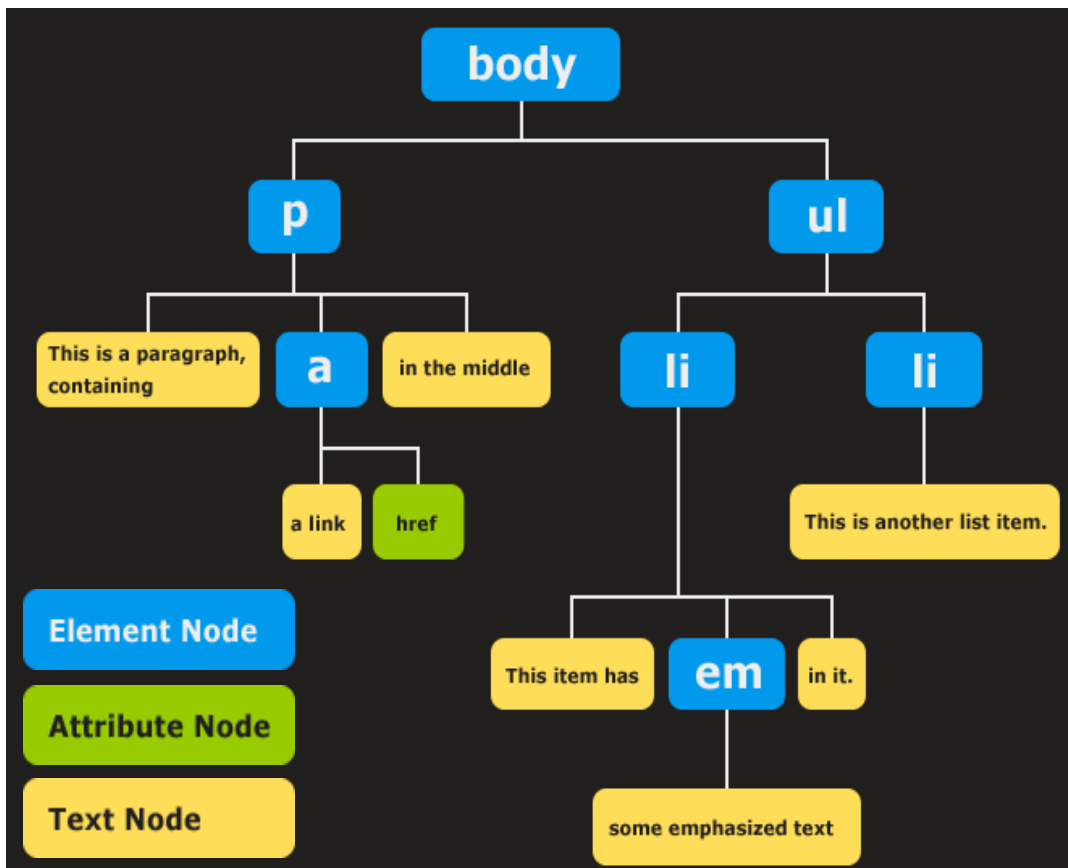 body
p
ul
This is a paragraph,
containing
a
in the middle
li
li
a link
href
This is another list item.
Element Node
This item has
em
in it.
Attribute Node
Text Node
some emphasized text